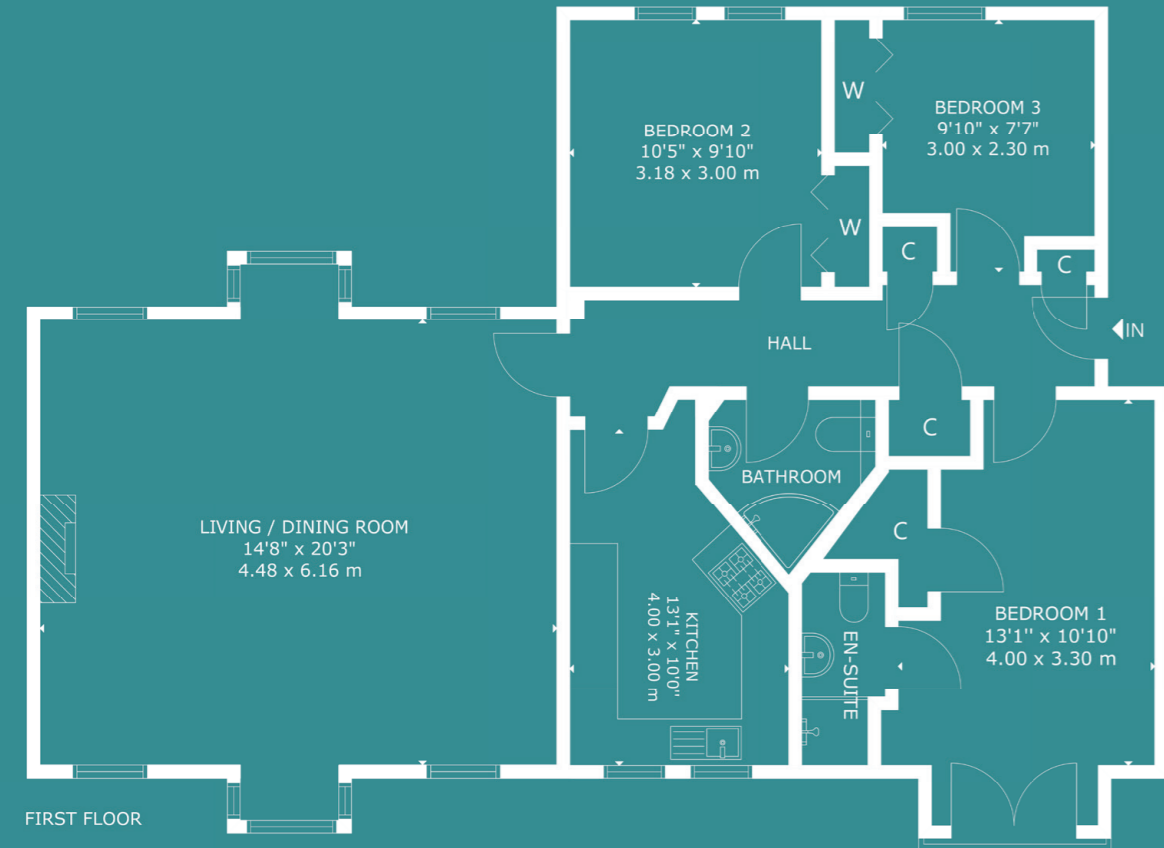 BEDROOM 2
10'5" x 9'10"
3.18 x 3.00 m
W
W
BEDROOM 3
9'10" x 7'7"
3.00 x 2.30 m
C
C
IN
HALL
C
BATHROOM
C
LIVING / DINING ROOM
14'8" x 20'3"
4.48 x 6.16 m
KITCHEN
13'1" x 10'0"
4.00 x 3.00 m
EN-SUITE
BEDROOM 1
13'1'' x 10'10"
4.00 x 3.30 m
FIRST FLOOR